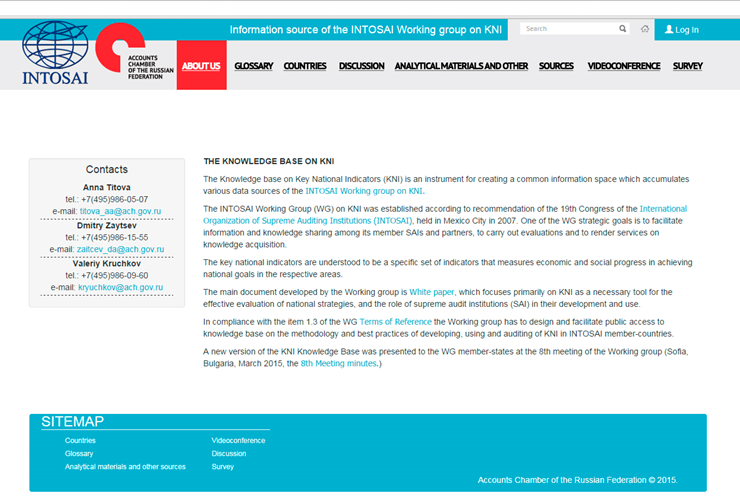 Information source of the INTOSAI Working group on KNI
Search
Log In
INTOSAI
ACCOUNTS
CHAMBER
OF THE RUSSIAN
FEDERATION
ABOUT US GLOSSARY COUNTRIES DISCUSSION ANALYTICAL MATERIALS AND OTHER SOURCES VIDEOCONFERENCE SURVEY
Contacts
Anna Titova
tel.: +7(495)986-05-07
e-mail: titova_aa@ach.gov.ru
Dmitry Zaytsev
tel.: +7(495)986-15-55
e-mail: zaitcev_da@ach.gov.ru
Valeriy Kruchkov
tel.: +7(495)986-09-60
e-mail: kryuchkov@ach.gov.ru
THE KNOWLEDGE BASE ON KNI
The Knowledge base on Key National Indicators (KNI) is an instrument for creating a common information space which accumulates
various data sources of the INTOSAI Working group on KNI.
The INTOSAI Working Group (WG) on KNI was established according to recommendation of the 19th Congress of the International
Organization of Supreme Auditing Institutions (INTOSAI), held in Mexico City in 2007. One of the WG strategic goals is to facilitate
information and knowledge sharing among its member SAIs and partners, to carry out evaluations and to render services on
knowledge acquisition.
The key national indicators are understood to be a specific set of indicators that measures economic and social progress in achieving
national goals in the respective areas.
The main document developed by the Working group is White paper, which focuses primarily on KNI as a necessary tool for the
effective evaluation of national strategies, and the role of supreme audit institutions (SAI) in their development and use.
In compliance with the item 1.3 of the WG Terms of Reference the Working group has to design and facilitate public access to
knowledge base on the methodology and best practices of developing, using and auditing of KNI in INTOSAI member-countries.
A new version of the KNI Knowledge Base was presented to the WG member-states at the 8th meeting of the Working group (Sofia,
Bulgaria, March 2015, the 8th Meeting minutes.)
SITEMAP
Countries
Glossary
Analytical materials and other sources
Videoconference
Discussion
Survey
Accounts Chamber of the Russian Federation © 2015.